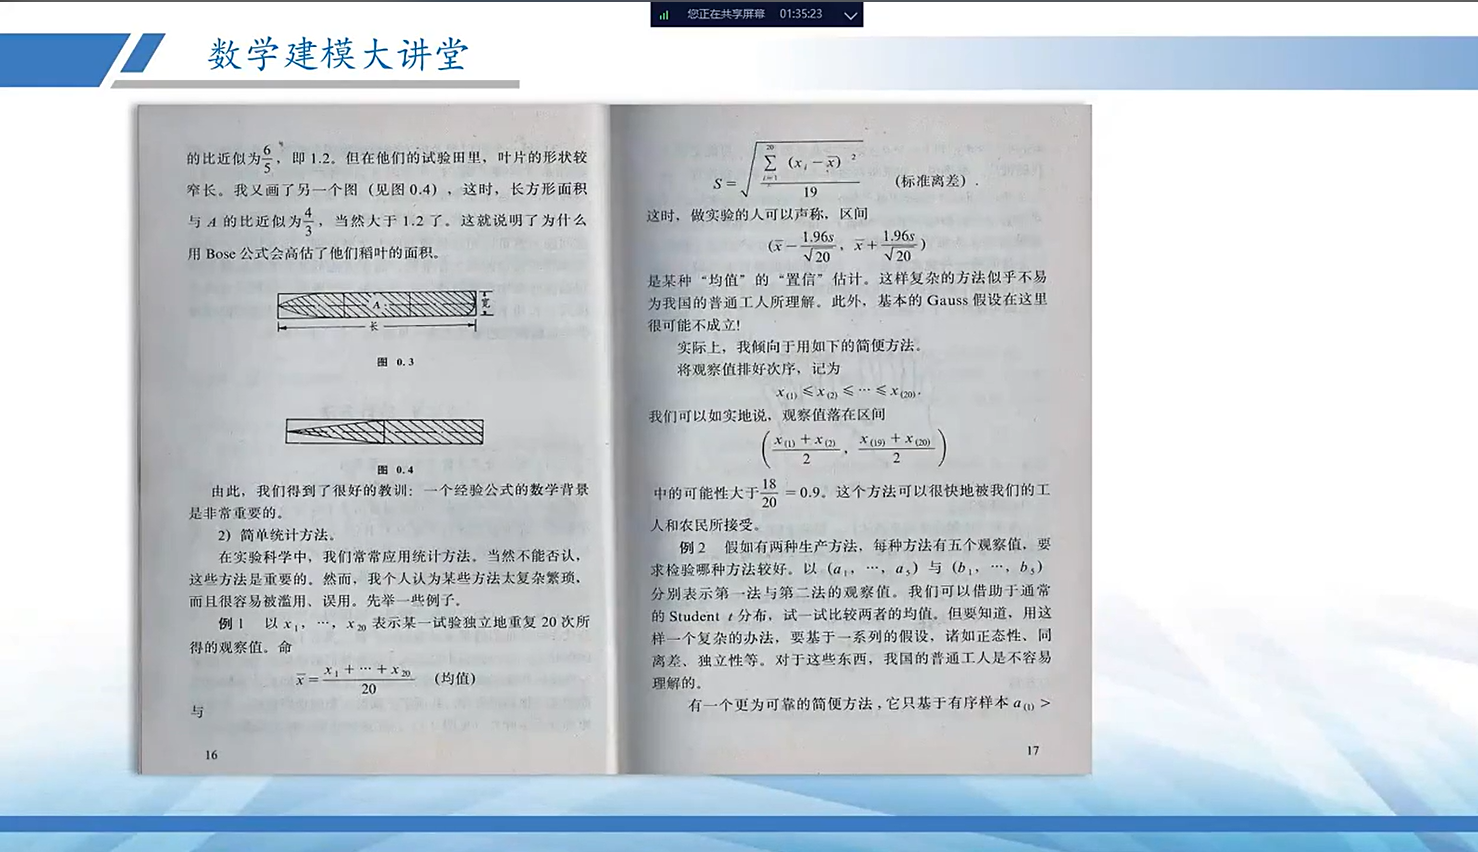 您正在共享屏幕 01:35:23
数学建模大讲堂
的比近似为6/5，即1.2。但在他们的试验田里，叶片的形状较
窄长。我又画了另一个图（见图0.4），这时，长方形面积
与 A 的比近似为4/3，当然大于1.2了。这就说明了为什么
用 Bose 公式会高估了他们稻叶的面积。
A
宽
长
图 0.3
图 0.4
由此，我们得到了很好的教训：一个经验公式的数学背景
是非常重要的。
2) 简单统计方法。
在实验科学中，我们常常应用统计方法。当然不能否认，
这些方法是重要的。然而，我个人认为某些方法太复杂繁琐，
而且很容易被滥用、误用。先举一些例子。
例1 以 x₁，…，x₂₀ 表示某一试验独立地重复20次所
得的观察值。命
x̄ = (x₁ + … + x₂₀)/20 (均值)
与
16
S = √(∑_{i=1}^{20} (xᵢ − x̄)²/19) (标准离差).
这时，做实验的人可以声称，区间
(x̄ − 1.96s/√20, x̄ + 1.96s/√20)
是某种“均值”的“置信”估计。这样复杂的方法似乎不易
为我国的普通工人所理解。此外，基本的 Gauss 假设在这里
很可能不成立!
实际上，我倾向于用如下的简便方法。
将观察值排好次序，记为
x₍₁₎ ≤ x₍₂₎ ≤ … ≤ x₍₂₀₎.
我们可以如实地说，观察值落在区间
((x₍₁₎ + x₍₂₎)/2, (x₍₁₉₎ + x₍₂₀₎)/2)
中的可能性大于18/20 = 0.9。这个方法可以很快地被我们的工
人和农民所接受。
例2 假如有两种生产方法，每种方法有五个观察值，要
求检验哪种方法较好。以 (a₁，…，a₅) 与 (b₁，…，b₅)
分别表示第一法与第二法的观察值。我们可以借助于通常
的 Student t 分布，试一试比较两者的均值。但要知道，用这
样一个复杂的办法，要基于一系列的假设，诸如正态性、同
离差、独立性等。对于这些东西，我国的普通工人是不容易
理解的。
有一个更为可靠的简便方法，它只基于有序样本 a₍₁₎ >
17